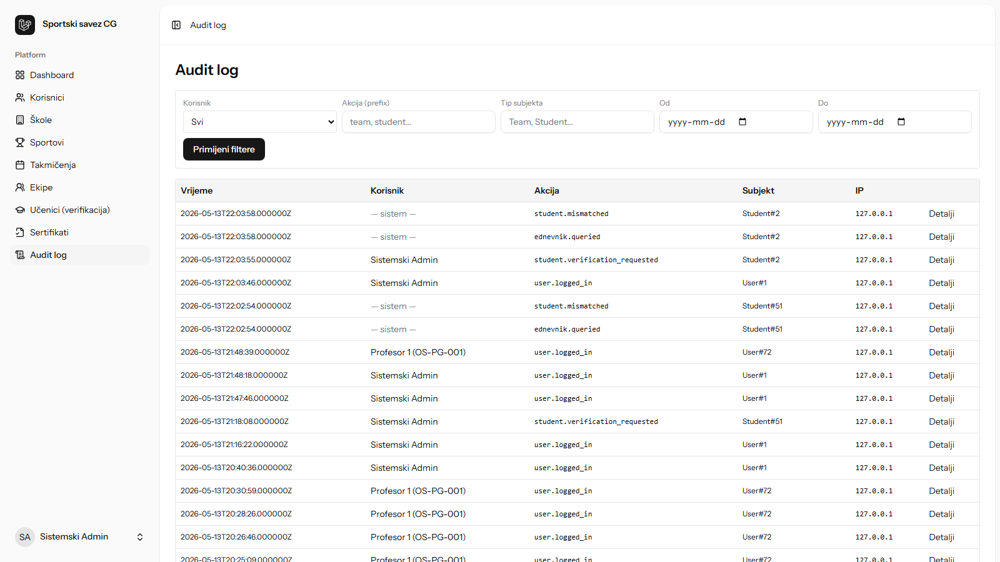 Sportski savez CG
Platform
Dashboard
Korisnici
Škole
Sportovi
Takmičenja
Ekipe
Učenici (verifikacija)
Sertifikati
Audit log
SA Sistemski Admin
Audit log
Audit log
Korisnik Akcija (prefix) Tip subjekta Od Do
Svi team, student... Team, Student... yyyy-mm-dd yyyy-mm-dd
Primijeni filtere
Vrijeme Korisnik Akcija Subjekt IP
2026-05-13T22:03:58.000000Z — sistem — student.mismatched Student#2 127.0.0.1 Detalji
2026-05-13T22:03:58.000000Z — sistem — ednevnik.queried Student#2 127.0.0.1 Detalji
2026-05-13T22:03:55.000000Z Sistemski Admin student.verification_requested Student#2 127.0.0.1 Detalji
2026-05-13T22:03:46.000000Z Sistemski Admin user.logged_in User#1 127.0.0.1 Detalji
2026-05-13T22:02:54.000000Z — sistem — student.mismatched Student#51 127.0.0.1 Detalji
2026-05-13T22:02:54.000000Z — sistem — ednevnik.queried Student#51 127.0.0.1 Detalji
2026-05-13T21:48:39.000000Z Profesor 1 (OS-PG-001) user.logged_in User#72 127.0.0.1 Detalji
2026-05-13T21:48:18.000000Z Sistemski Admin user.logged_in User#1 127.0.0.1 Detalji
2026-05-13T21:47:46.000000Z Sistemski Admin user.logged_in User#1 127.0.0.1 Detalji
2026-05-13T21:18:08.000000Z Sistemski Admin student.verification_requested Student#51 127.0.0.1 Detalji
2026-05-13T21:16:22.000000Z Sistemski Admin user.logged_in User#1 127.0.0.1 Detalji
2026-05-13T20:40:36.000000Z Sistemski Admin user.logged_in User#1 127.0.0.1 Detalji
2026-05-13T20:30:59.000000Z Profesor 1 (OS-PG-001) user.logged_in User#72 127.0.0.1 Detalji
2026-05-13T20:28:26.000000Z Profesor 1 (OS-PG-001) user.logged_in User#72 127.0.0.1 Detalji
2026-05-13T20:26:46.000000Z Profesor 1 (OS-PG-001) user.logged_in User#72 127.0.0.1 Detalji
2026-05-13T20:25:09.000000Z Profesor 1 (OS-PG-001) user.logged_in User#72 127.0.0.1 Detalji